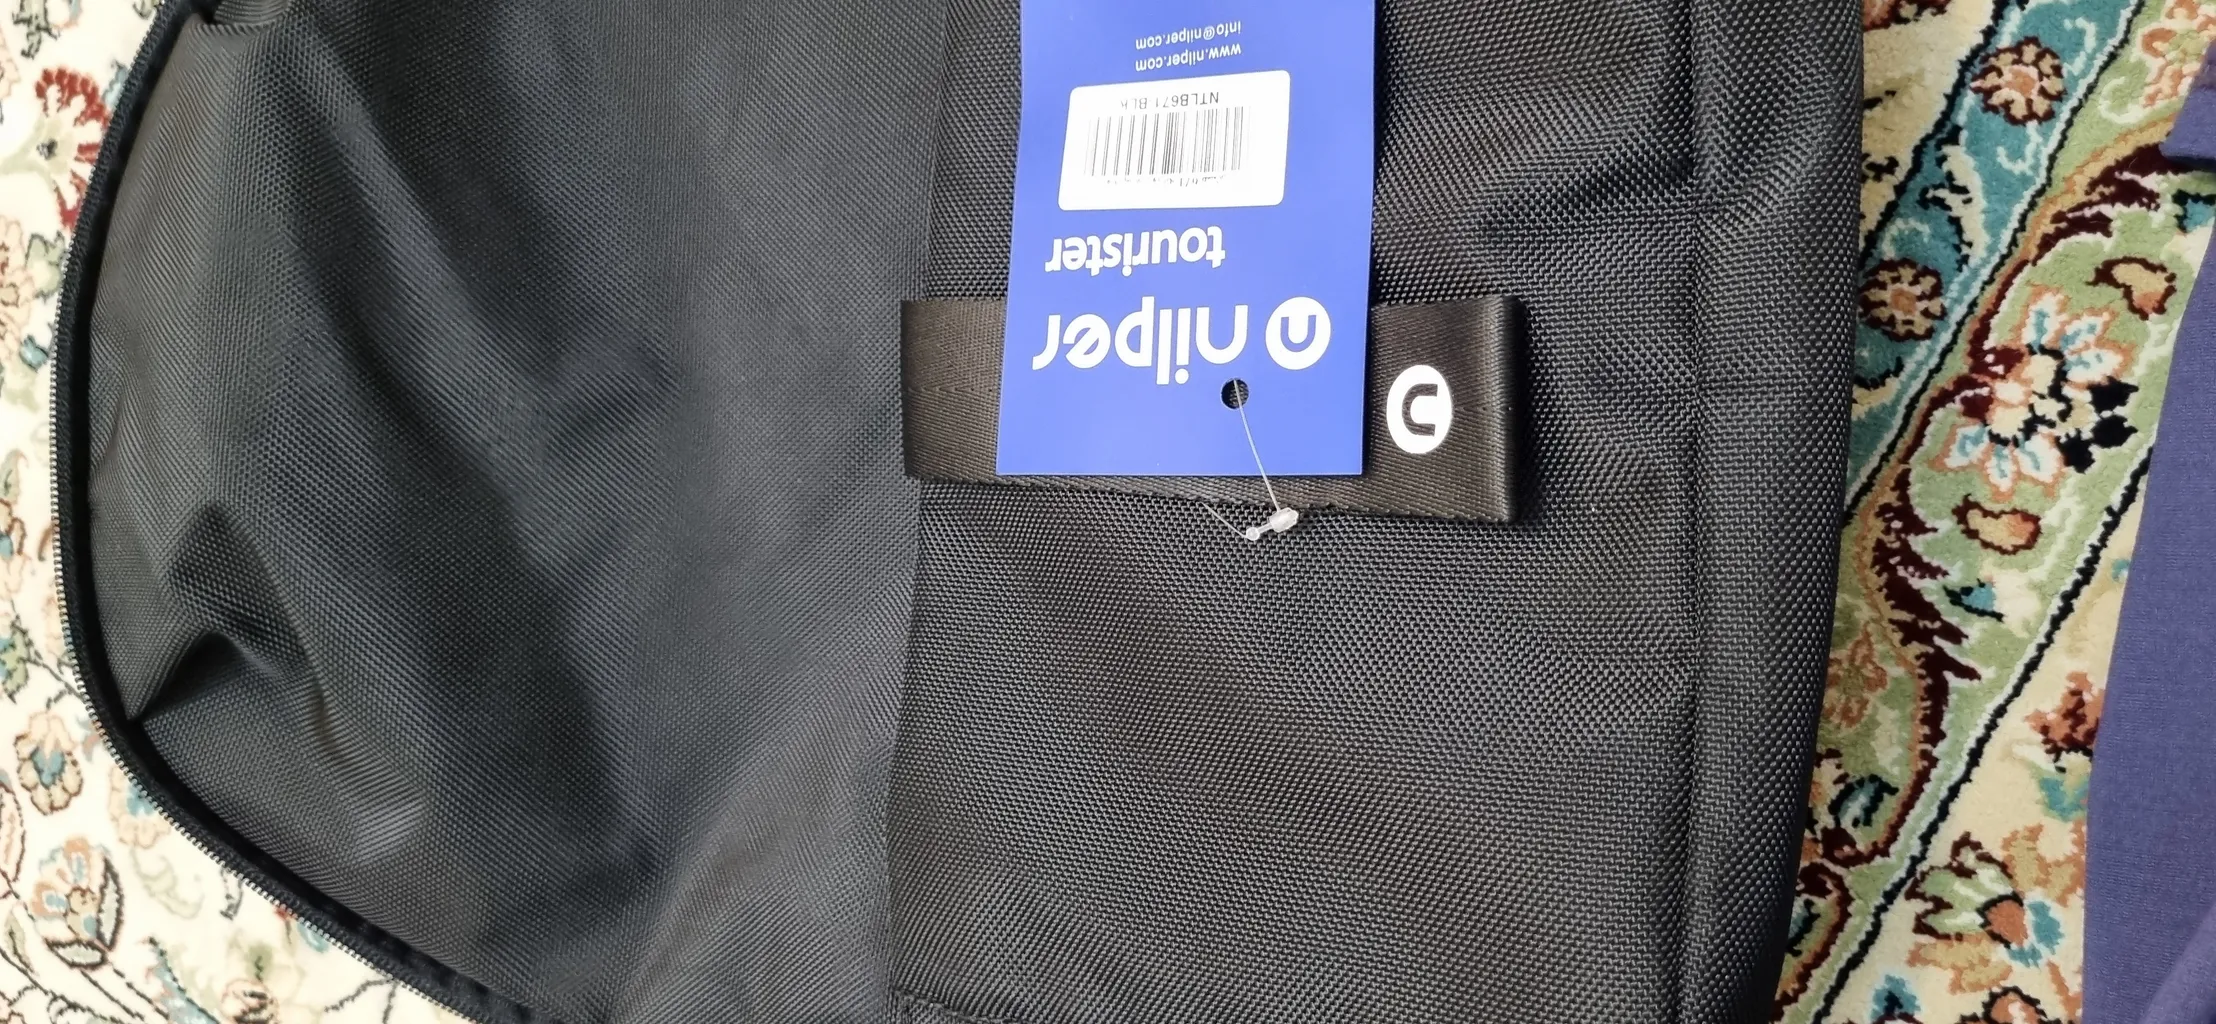 n nilper
tourister
NTLB671 BLK
www.nilper.com
info@nilper.com
n